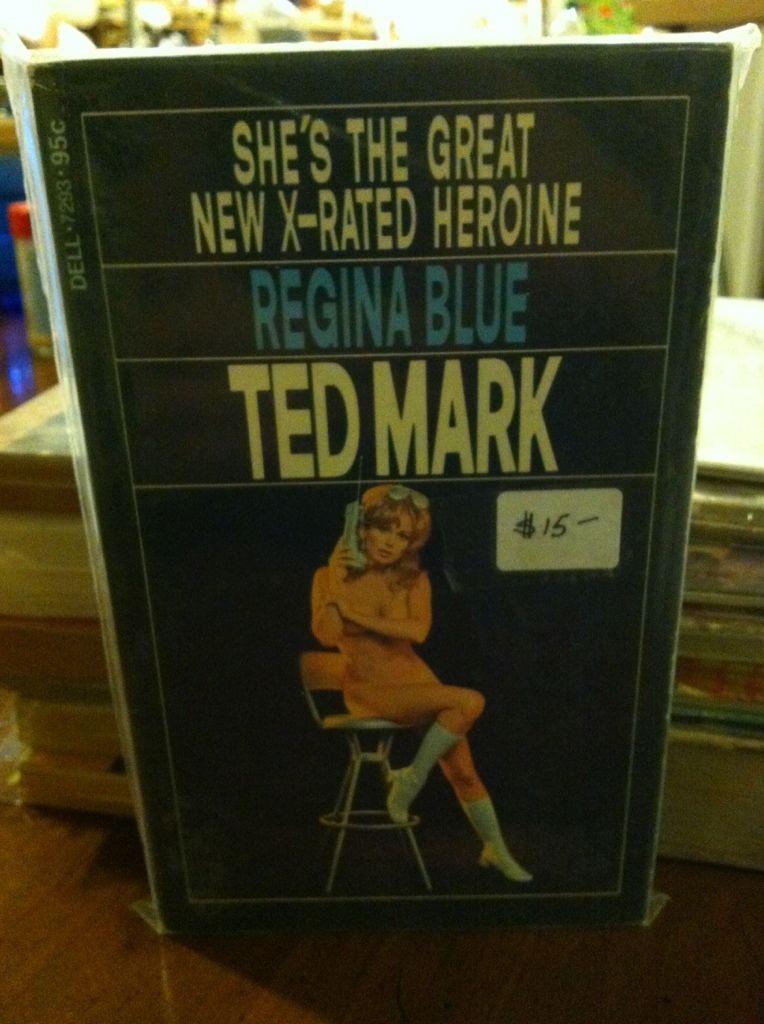 DELL • 7293 • 95c
SHE'S THE GREAT
NEW X-RATED HEROINE
REGINA BLUE
TED MARK
$15–